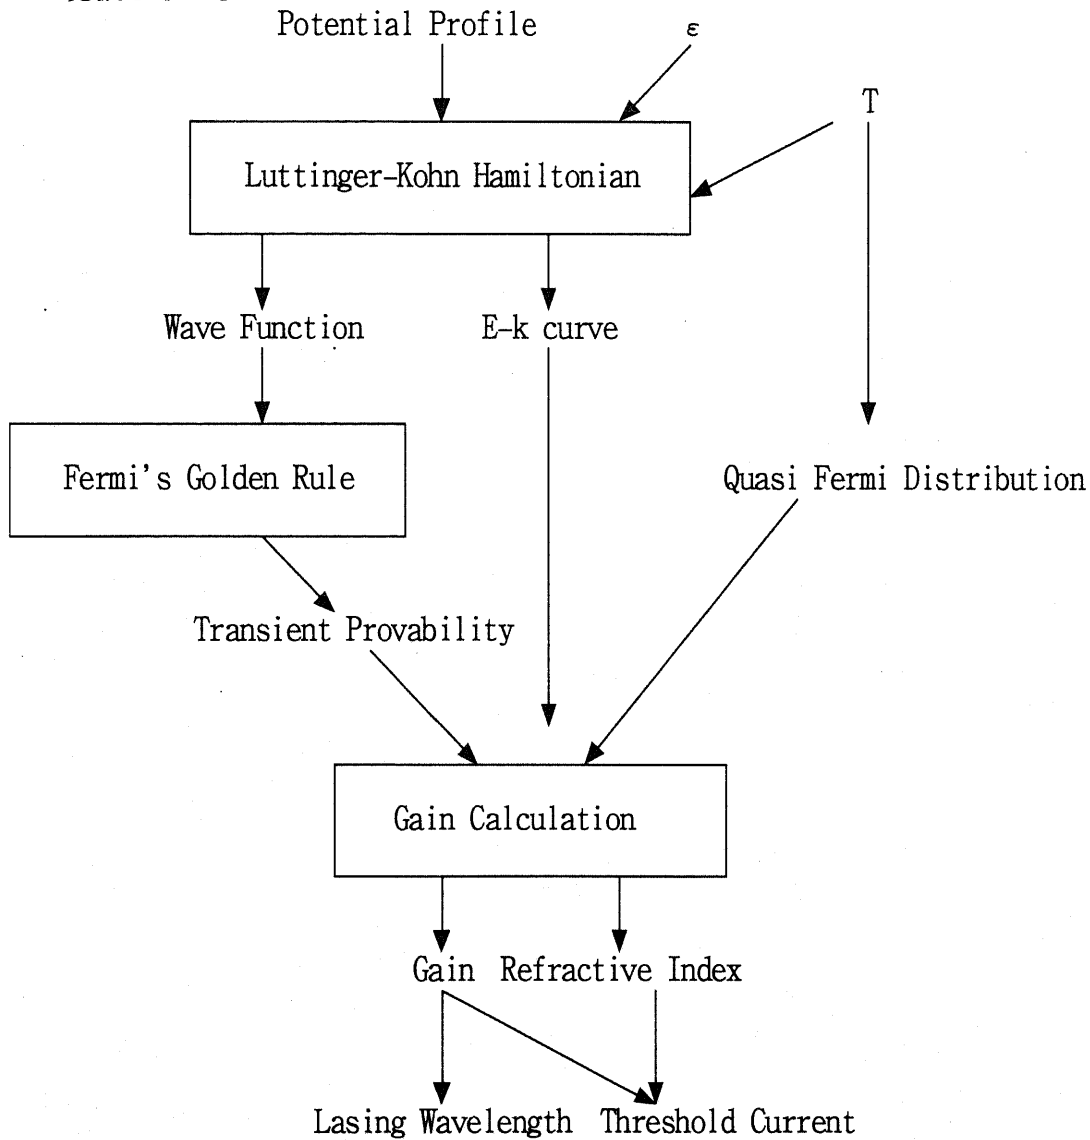 Potential Profile
ε
T
Luttinger-Kohn Hamiltonian
Wave Function
E-k curve
Fermi's Golden Rule
Quasi Fermi Distribution
Transient Provability
Gain Calculation
Gain Refractive Index
Lasing Wavelength Threshold Current